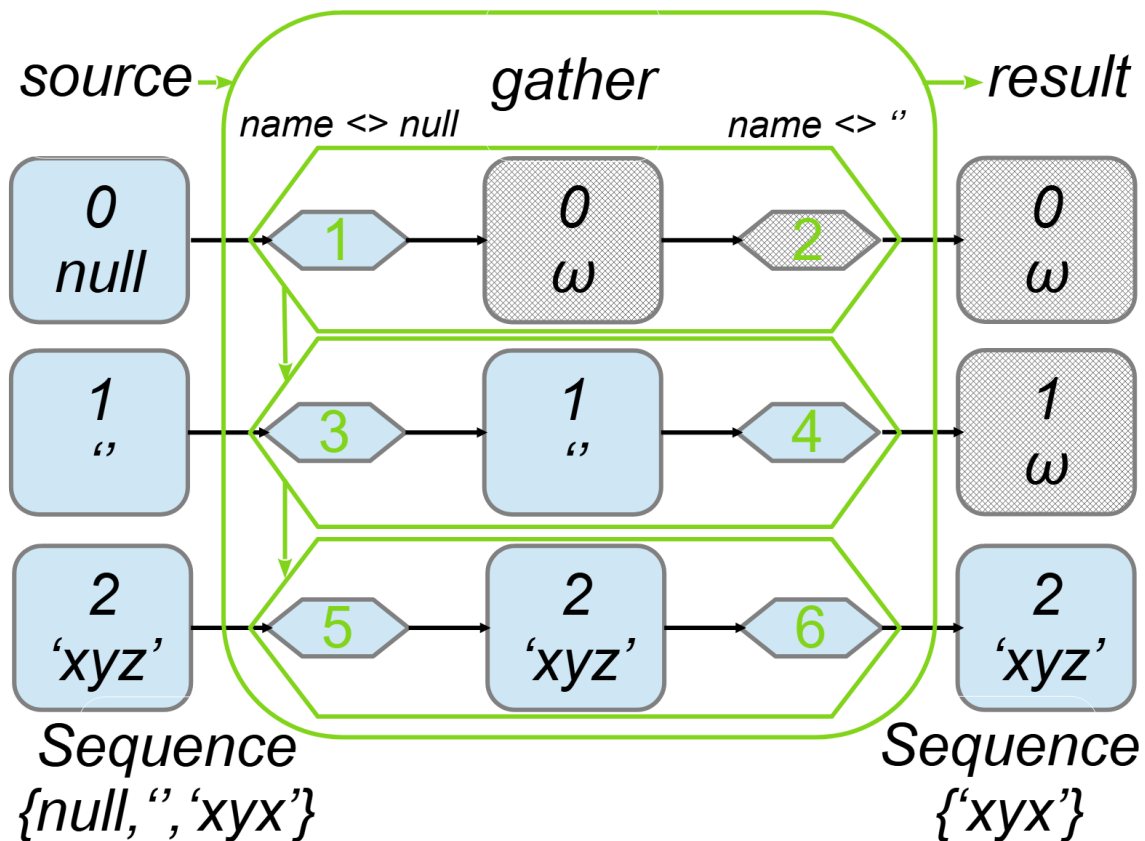 source
gather
result
name <> null
name <> ‘’
0
null
1
0
ω
2
0
ω
1
‘’
3
1
‘’
4
1
ω
2
‘xyz’
5
2
‘xyz’
6
2
‘xyz’
Sequence
{null,‘’,‘xyx’}
Sequence
{‘xyx’}